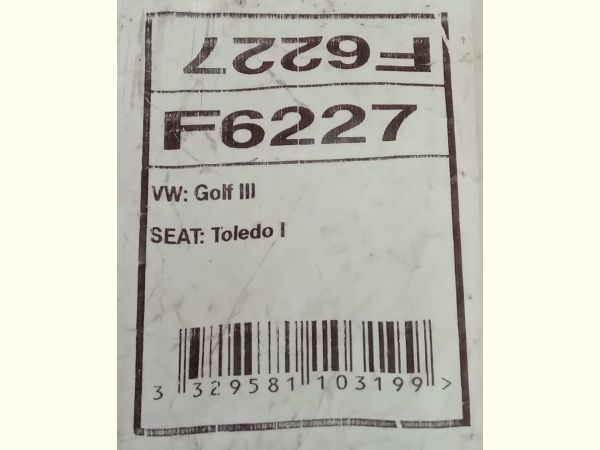 F6227
F6227
VW: Golf III
SEAT: Toledo I
3 329581 103199 >